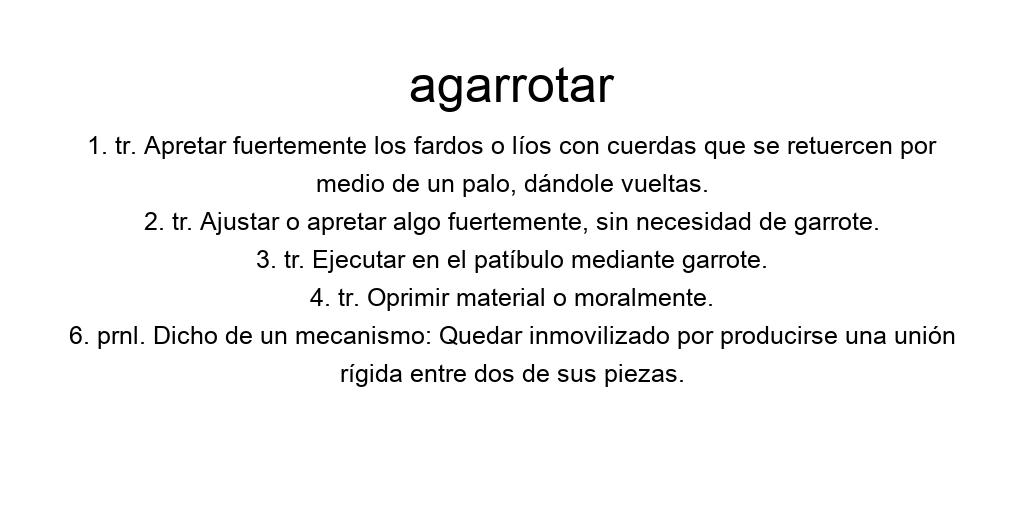 agarrotar
1. tr. Apretar fuertemente los fardos o líos con cuerdas que se retuercen por
medio de un palo, dándole vueltas.
2. tr. Ajustar o apretar algo fuertemente, sin necesidad de garrote.
3. tr. Ejecutar en el patíbulo mediante garrote.
4. tr. Oprimir material o moralmente.
6. prnl. Dicho de un mecanismo: Quedar inmovilizado por producirse una unión
rígida entre dos de sus piezas.